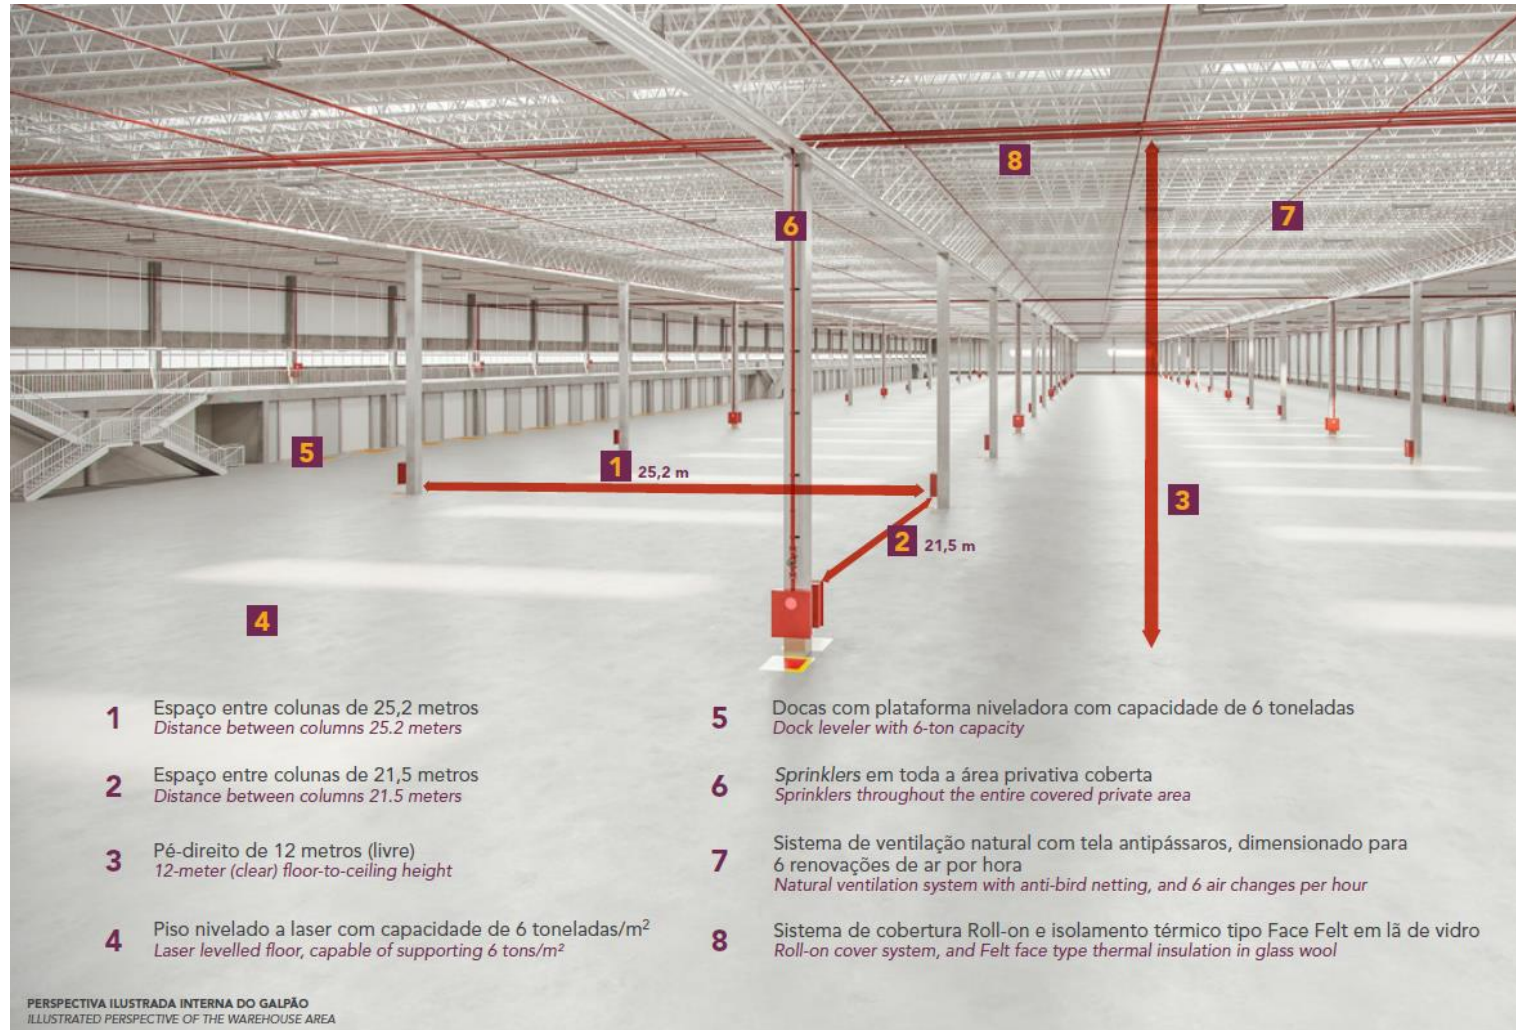 8
7
6
5
1
25,2 m
3
2
21,5 m
4
1
Espaço entre colunas de 25,2 metros
Distance between columns 25.2 meters
2
Espaço entre colunas de 21,5 metros
Distance between columns 21.5 meters
3
Pé-direito de 12 metros (livre)
12-meter (clear) floor-to-ceiling height
4
Piso nivelado a laser com capacidade de 6 toneladas/m²
Laser levelled floor, capable of supporting 6 tons/m²
5
Docas com plataforma niveladora com capacidade de 6 toneladas
Dock leveler with 6-ton capacity
6
Sprinklers em toda a área privativa coberta
Sprinklers throughout the entire covered private area
7
Sistema de ventilação natural com tela antipássaros, dimensionado para
6 renovações de ar por hora
Natural ventilation system with anti-bird netting, and 6 air changes per hour
8
Sistema de cobertura Roll-on e isolamento térmico tipo Face Felt em lã de vidro
Roll-on cover system, and Felt face type thermal insulation in glass wool
PERSPECTIVA ILUSTRADA INTERNA DO GALPÃO
ILLUSTRATED PERSPECTIVE OF THE WAREHOUSE AREA